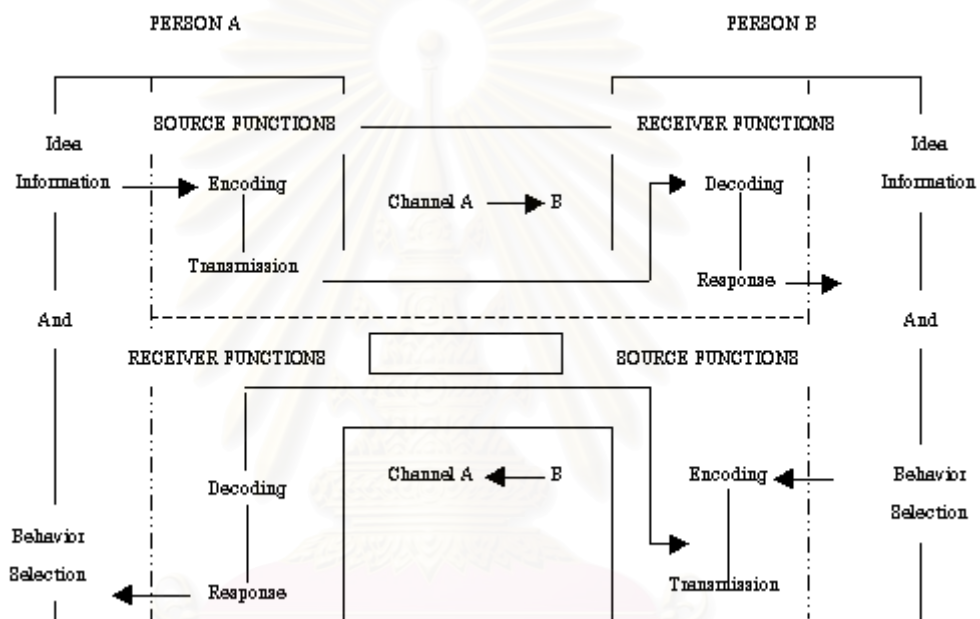 PERSON A
PERSON B
SOURCE FUNCTIONS
RECEIVER FUNCTIONS
Idea
Idea
Information
Encoding
Channel A
B
Decoding
Information
Transmission
Response
And
And
RECEIVER FUNCTIONS
SOURCE FUNCTIONS
Decoding
Channel A
B
Encoding
Behavior
Selection
Behavior
Selection
Response
Transmission